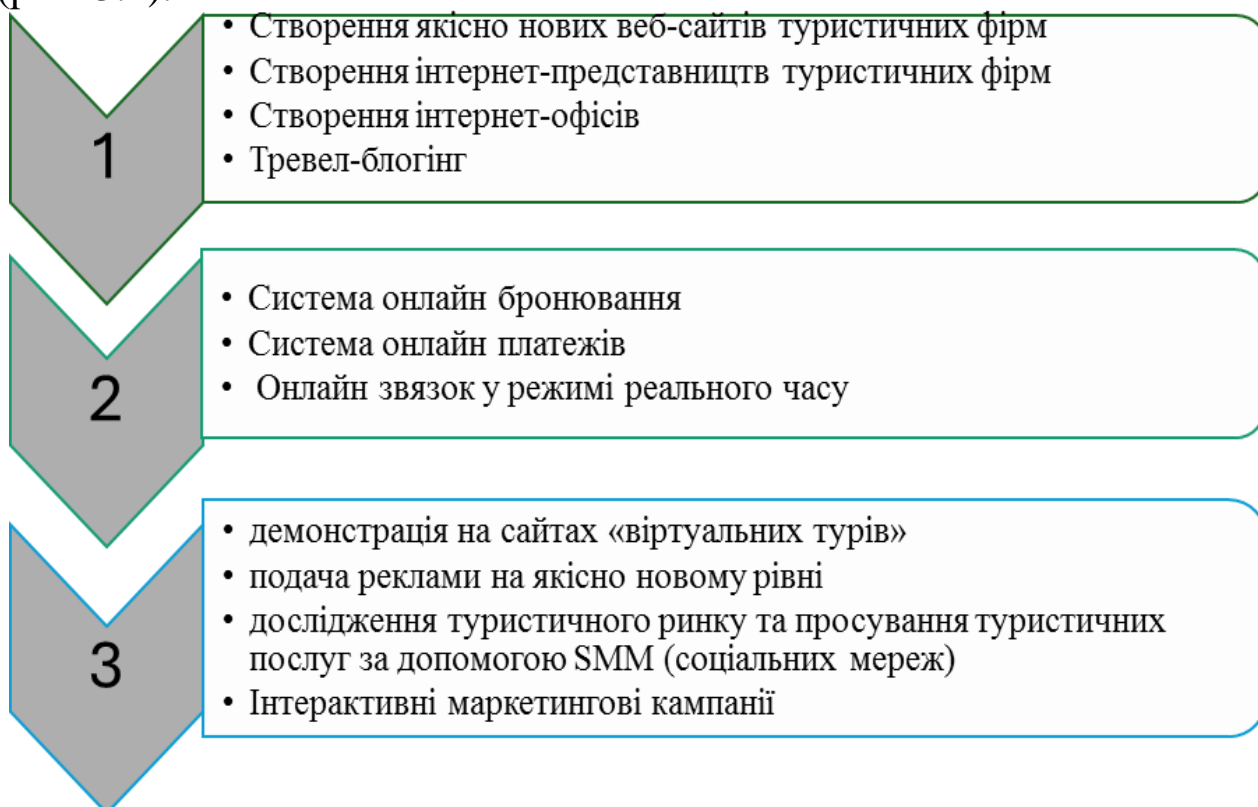 1
• Створення якісно нових веб-сайтів туристичних фірм
• Створення інтернет-представництв туристичних фірм
• Створення інтернет-офісів
• Тревел-блогінг
2
• Система онлайн бронювання
• Система онлайн платежів
• Онлайн звязок у режимі реального часу
3
• демонстрація на сайтах «віртуальних турів»
• подача реклами на якісно новому рівні
• дослідження туристичного ринку та просування туристичних
послуг за допомогою SMM (соціальних мереж)
• Інтерактивні маркетингові кампанії